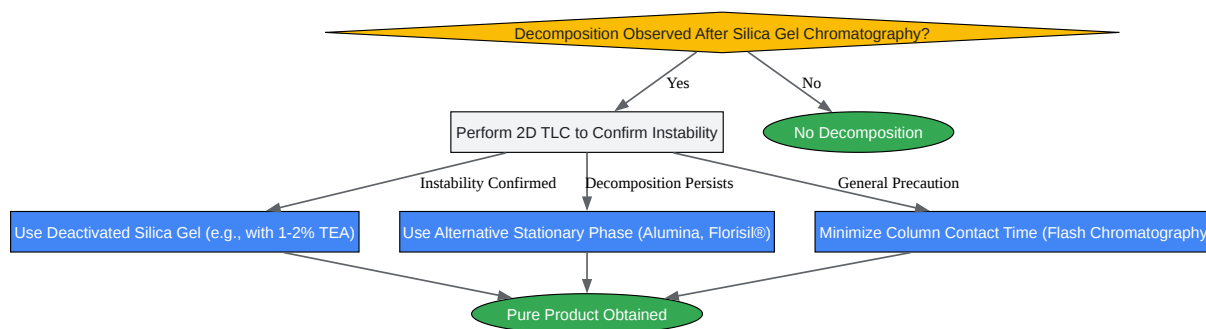 Decomposition Observed After Silica Gel Chromatography?
Yes
No
Perform 2D TLC to Confirm Instability
No Decomposition
Instability Confirmed
Decomposition Persists
General Precaution
Use Deactivated Silica Gel (e.g., with 1-2% TEA)
Use Alternative Stationary Phase (Alumina, Florisil®)
Minimize Column Contact Time (Flash Chromatography
Pure Product Obtained